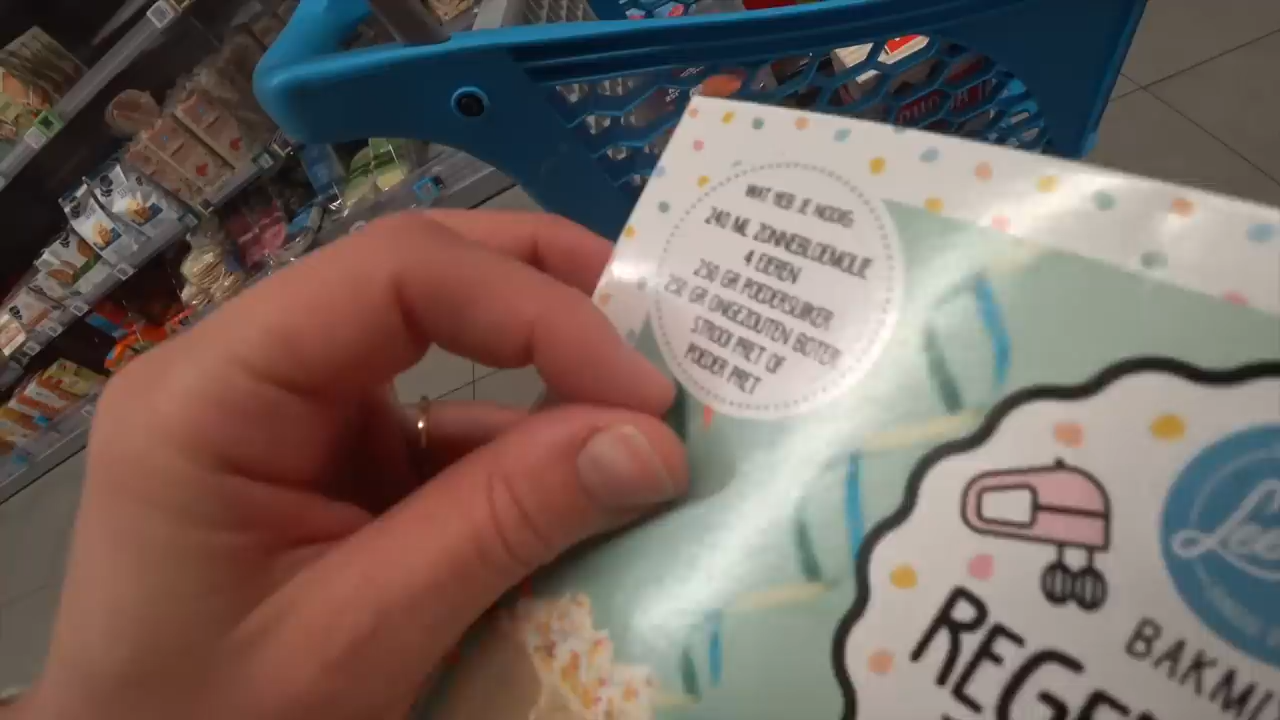 WAT HEB JE NODIG:
240 ML ZONNEBLOEMOLIE
4 EIEREN
250 GR POEDERSUIKER
250 GR ONGEZOUTEN BOTER
STROOI PRET OF
POEDER PRET
BAKMI
REGE